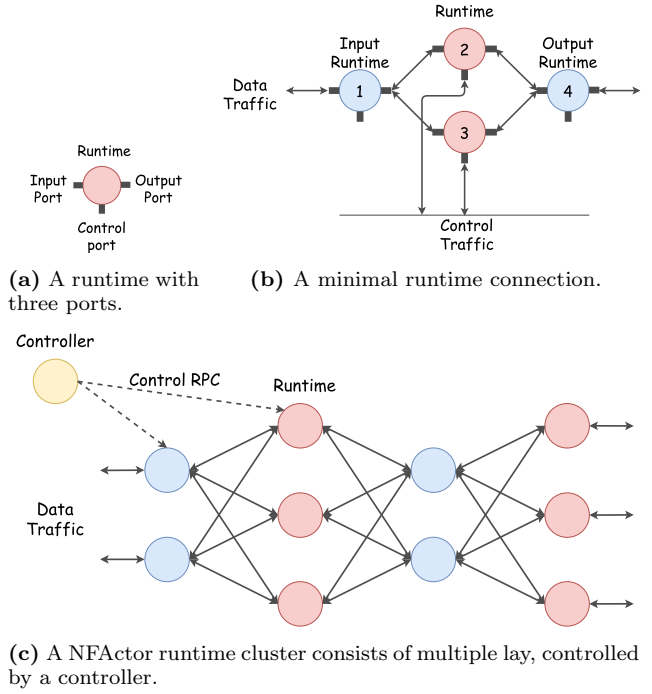 Runtime
Input
Runtime
2
Output
Runtime
Data
Traffic
1
4
3
Control
Traffic
Runtime
Input
Port
Output
Port
Control
port
(a) A runtime with
three ports.
(b) A minimal runtime connection.
Controller
Control RPC
Runtime
Data
Traffic
(c) A NFActor runtime cluster consists of multiple lay, controlled
by a controller.